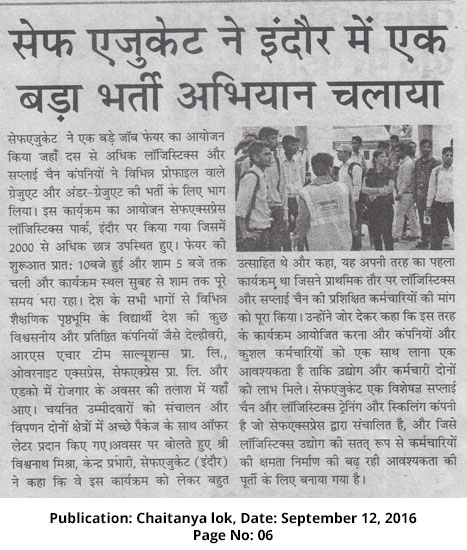 सेफ एजुकेट ने इंदौर में एक
बड़ा भर्ती अभियान चलाया
सेफएजुकेट ने एक बड़े जॉब फेयर का आयोजन
किया जहाँ दस से अधिक लॉजिस्टिक्स और
सप्लाई चैन कंपनियों ने विभिन्न प्रोफाइल वाले
ग्रेजुएट और अंडर-ग्रेजुएट की भर्ती के लिए भाग
लिया। इस कार्यक्रम का आयोजन सेफएक्सप्रेस
लॉजिस्टिक्स पार्क, इंदौर पर किया गया जिसमें
2000 से अधिक छात्र उपस्थित हुए। फेयर की
शुरूआत प्रातः 10बजे हुई और शाम 5 बजे तक
चली और कार्यक्रम स्थल सुबह से शाम तक पूरे
समय भरा रहा। देश के सभी भागों से विभिन्न
शैक्षणिक पृष्ठभूमि के विद्यार्थी देश की कुछ
विश्वसनीय और प्रतिष्ठित कंपनियों जैसे देल्हीवरी,
आरएस एचार टीम साल्यूशन्स प्रा. लि.,
ओवरनाइट एक्सप्रेस, सेफएक्स्प्रेस प्रा. लि. और
एडको में रोजगार के अवसर की तलाश में यहाँ
आए। चयनित उम्मीदवारों को संचालन और
विपणन दोनों क्षेत्रों में अच्छे पैकेज के साथ ऑफर
लेटर प्रदान किए गए।अवसर पर बोलते हुए श्री
विश्वनाथ मिश्रा, केन्द्र प्रभारी, सेफएजुकेट (इंदौर)
ने कहा कि वे इस कार्यक्रम को लेकर बहुत
उत्साहित थे और कहा, यह अपनी तरह का पहला
कार्यक्रम था जिसने प्राथमिक तौर पर लॉजिस्टिक्स
और सप्लाई चैन की प्रशिक्षित कर्मचारियों की मांग
को पूरा किया। उन्होंने जोर देकर कहा कि इस तरह
के कार्यक्रम आयोजित करना और कंपनियों और
कुशल कर्मचारियों को एक साथ लाना एक
आवश्यकता है ताकि उद्योग और कर्मचारी दोनों
को लाभ मिले। सेफएजुकेट एक विशेषज्ञ सप्लाई
चैन और लॉजिस्टिक्स ट्रेनिंग और स्किलिंग कंपनी
है जो सेफएक्सप्रेस द्वारा संचालित है, और जिसे
लॉजिस्टिक्स उद्योग की सतत् रूप से कर्मचारियों
की क्षमता निर्माण की बढ़ रही आवश्यकता की
पूर्ती के लिए बनाया गया है।
Publication: Chaitanya lok, Date: September 12, 2016
Page No: 06